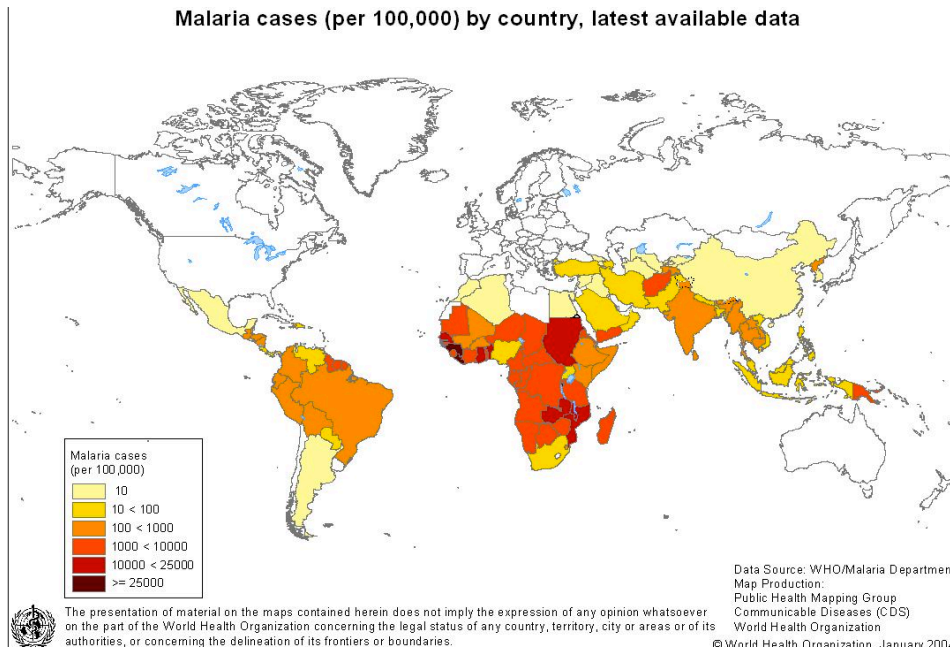 Malaria cases (per 100,000) by country, latest available data
Malaria cases
(per 100,000)
10
10 < 100
100 < 1000
1000 < 10000
10000 < 25000
>= 25000
The presentation of material on the maps contained herein does not imply the expression of any opinion whatsoever
on the part of the World Health Organization concerning the legal status of any country, territory, city or areas or of its
authorities, or concerning the delineation of its frontiers or boundaries.
Data Source: WHO/Malaria Departmen
Map Production:
Public Health Mapping Group
Communicable Diseases (CDS)
World Health Organization
© World Health Organization, January 2004